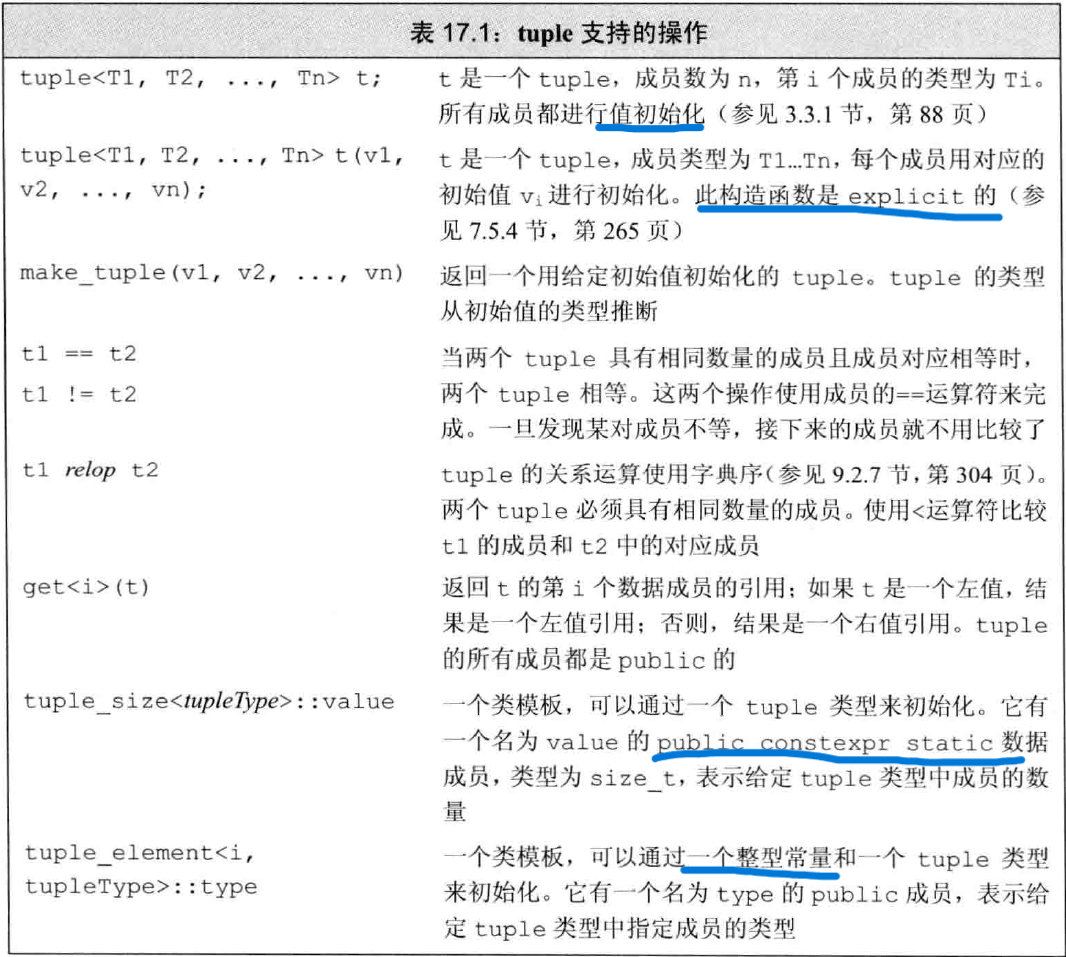 表 17.1：tuple 支持的操作
tuple<T1, T2, ..., Tn> t;
t 是一个 tuple，成员数为 n，第 i 个成员的类型为 Ti。
所有成员都进行值初始化（参见 3.3.1 节，第 88 页）
tuple<T1, T2, ..., Tn> t(v1,
v2, ..., vn);
t 是一个 tuple，成员类型为 T1…Tn，每个成员用对应的
初始值 vi 进行初始化。此构造函数是 explicit 的（参
见 7.5.4 节，第 265 页）
make_tuple(v1, v2, ..., vn)
返回一个用给定初始值初始化的 tuple。tuple 的类型
从初始值的类型推断
t1 == t2
t1 != t2
当两个 tuple 具有相同数量的成员且成员对应相等时，
两个 tuple 相等。这两个操作使用成员的==运算符来完
成。一旦发现某对成员不等，接下来的成员就不用比较了
t1 relop t2
tuple 的关系运算使用字典序（参见 9.2.7 节，第 304 页）。
两个 tuple 必须具有相同数量的成员。使用<运算符比较
t1 的成员和 t2 中的对应成员
get<i>(t)
返回 t 的第 i 个数据成员的引用；如果 t 是一个左值，结
果是一个左值引用；否则，结果是一个右值引用。tuple
的所有成员都是 public 的
tuple_size<tupleType>::value
一个类模板，可以通过一个 tuple 类型来初始化。它有
一个名为 value 的 public constexpr static 数据
成员，类型为 size_t，表示给定 tuple 类型中成员的数
量
tuple_element<i,
tupleType>::type
一个类模板，可以通过一个整型常量和一个 tuple 类型
来初始化。它有一个名为 type 的 public 成员，表示给
定 tuple 类型中指定成员的类型